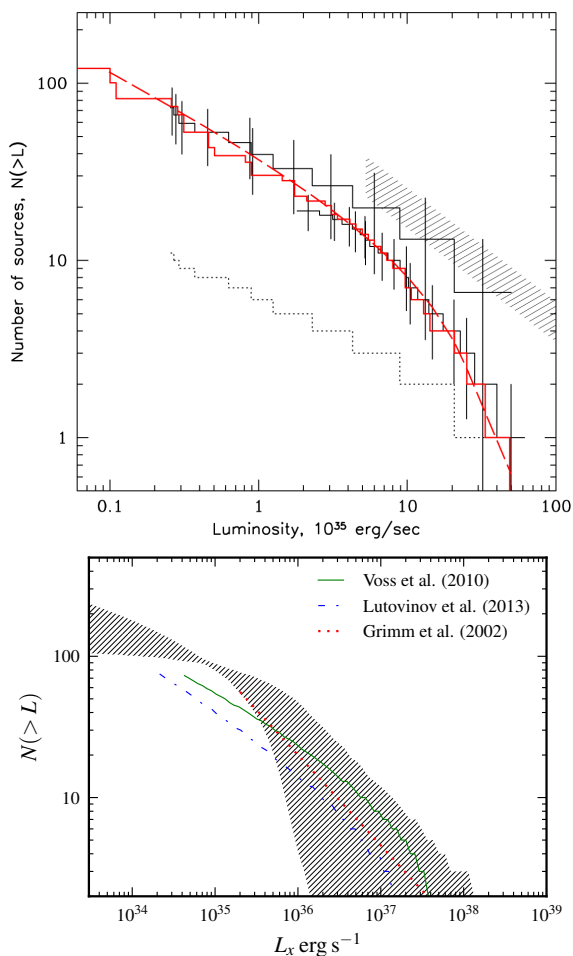 100
10
1
Number of sources, N(>L)
0.1 1 10 100
Luminosity, 10³⁵ erg/sec
Voss et al. (2010)
Lutovinov et al. (2013)
Grimm et al. (2002)
100
10
N(> L)
10³⁴ 10³⁵ 10³⁶ 10³⁷ 10³⁸ 10³⁹
Lₓ erg s⁻¹